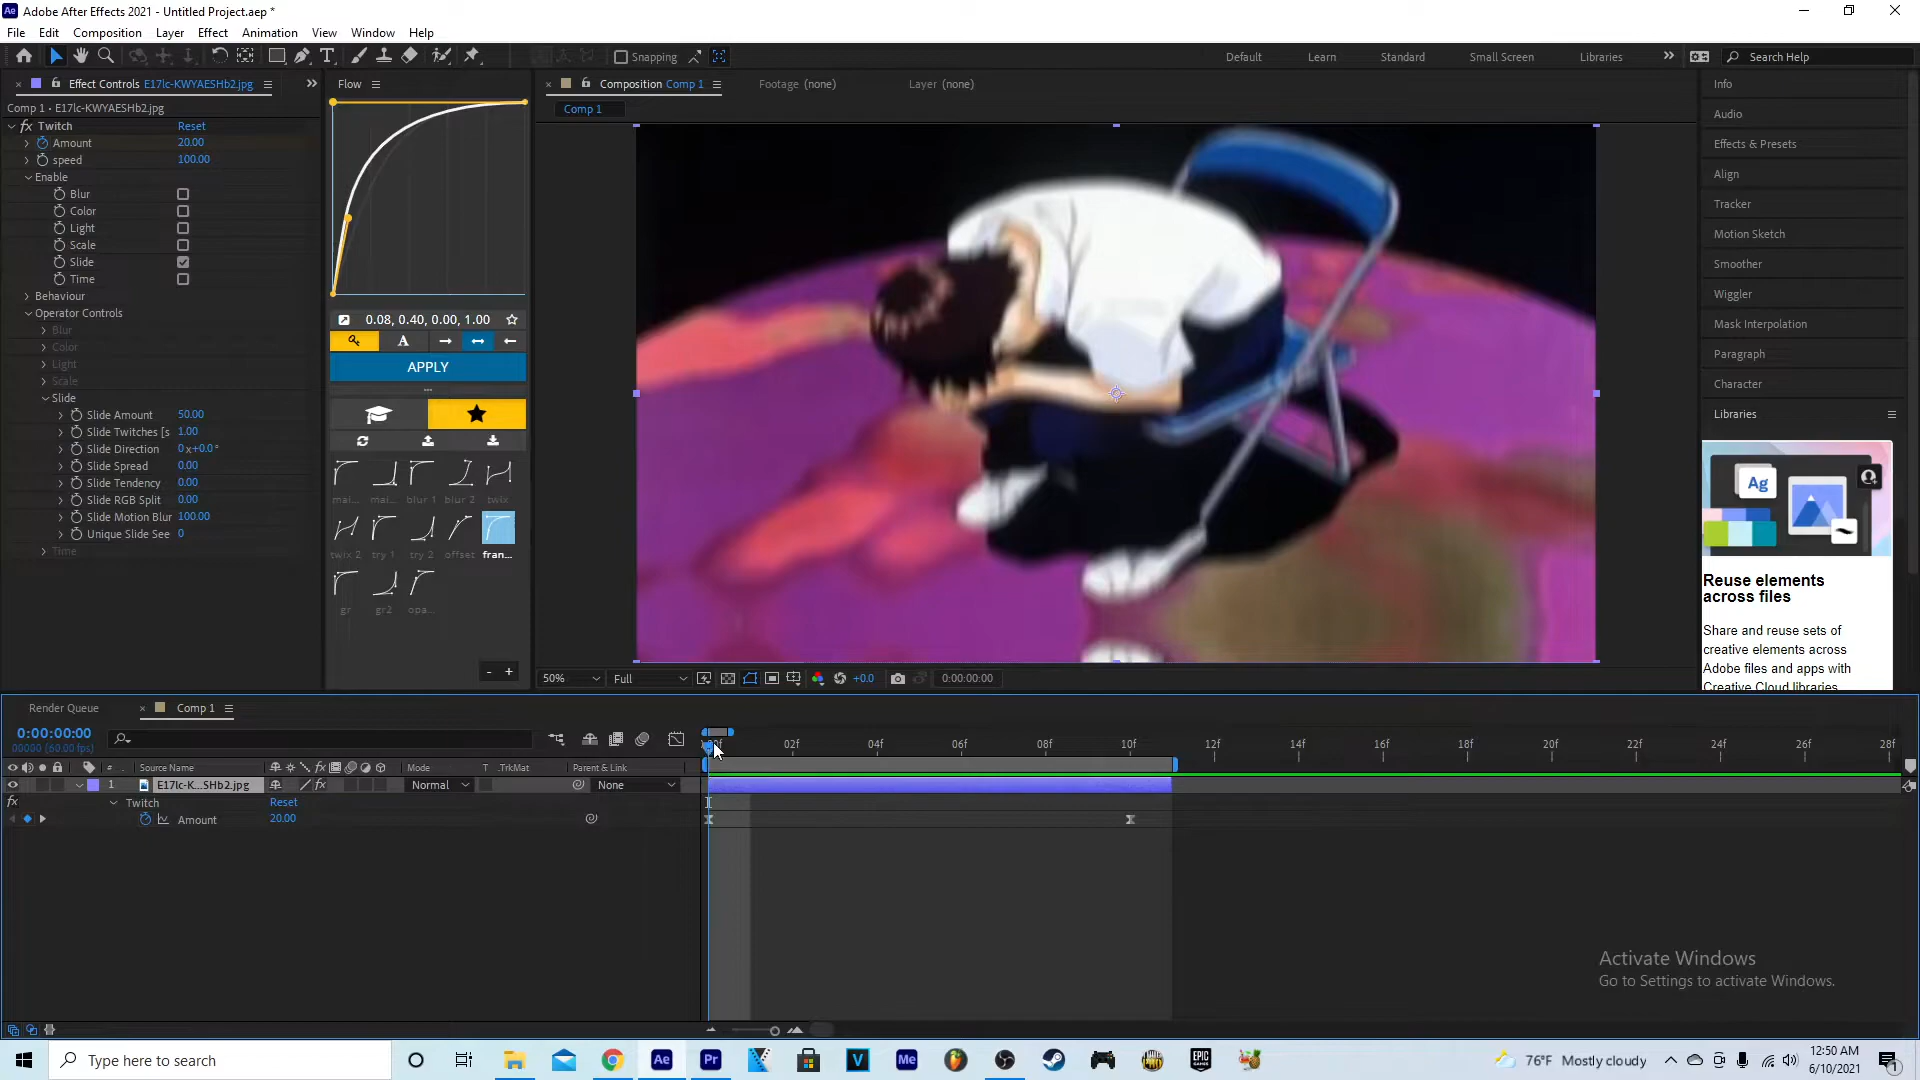 Adobe After Effects 2021 - Untitled Project.aep *
File Edit Composition Layer Effect Animation View Window Help
Snapping Default Learn Standard Small Screen Libraries Search Help
Effect Controls E17lc-KWYAESHb2.jpg
Flow
Composition Comp 1 Footage (none) Layer (none)
Comp 1 • E17lc-KWYAESHb2.jpg
Comp 1
Twitch Reset
Amount 20.00
speed 100.00
Enable
Blur
Color
Light
Scale
Slide
Time
Behaviour
Operator Controls
Blur
Color
Light
Scale
Slide
Slide Amount 50.00
Slide Twitches [s 1.00
Slide Direction 0x+0.0°
Slide Spread 0.00
Slide Tendency 0.00
Slide RGB Split 0.00
Slide Motion Blur 100.00
Unique Slide See 0
Time
0.08, 0.40, 0.00, 1.00
A
APPLY
mai... mai... blur 1 blur 2 twix
twix 2 try 1 try 2 offset fran...
gr gr2 opa...
- +
50% Full +0.0 0:00:00:00
Info
Audio
Effects & Presets
Align
Tracker
Motion Sketch
Smoother
Wiggler
Mask Interpolation
Paragraph
Character
Libraries
Ag
Reuse elements
across files
Share and reuse sets of
creative elements across
Adobe files and apps with
Creative Cloud libraries
Render Queue Comp 1
0:00:00:00
00000 (60.00 fps)
02f 04f 06f 08f 10f 12f 14f 16f 18f 20f 22f 24f 26f 28f
# Source Name Mode T .TrkMat Parent & Link
1 E17lc-K...SHb2.jpg Normal None
fx Twitch Reset
Amount 20.00
Activate Windows
Go to Settings to activate Windows.
Type here to search
Ae Pr V Me EPIC GAMES
76°F Mostly cloudy
12:50 AM
6/10/2021
1